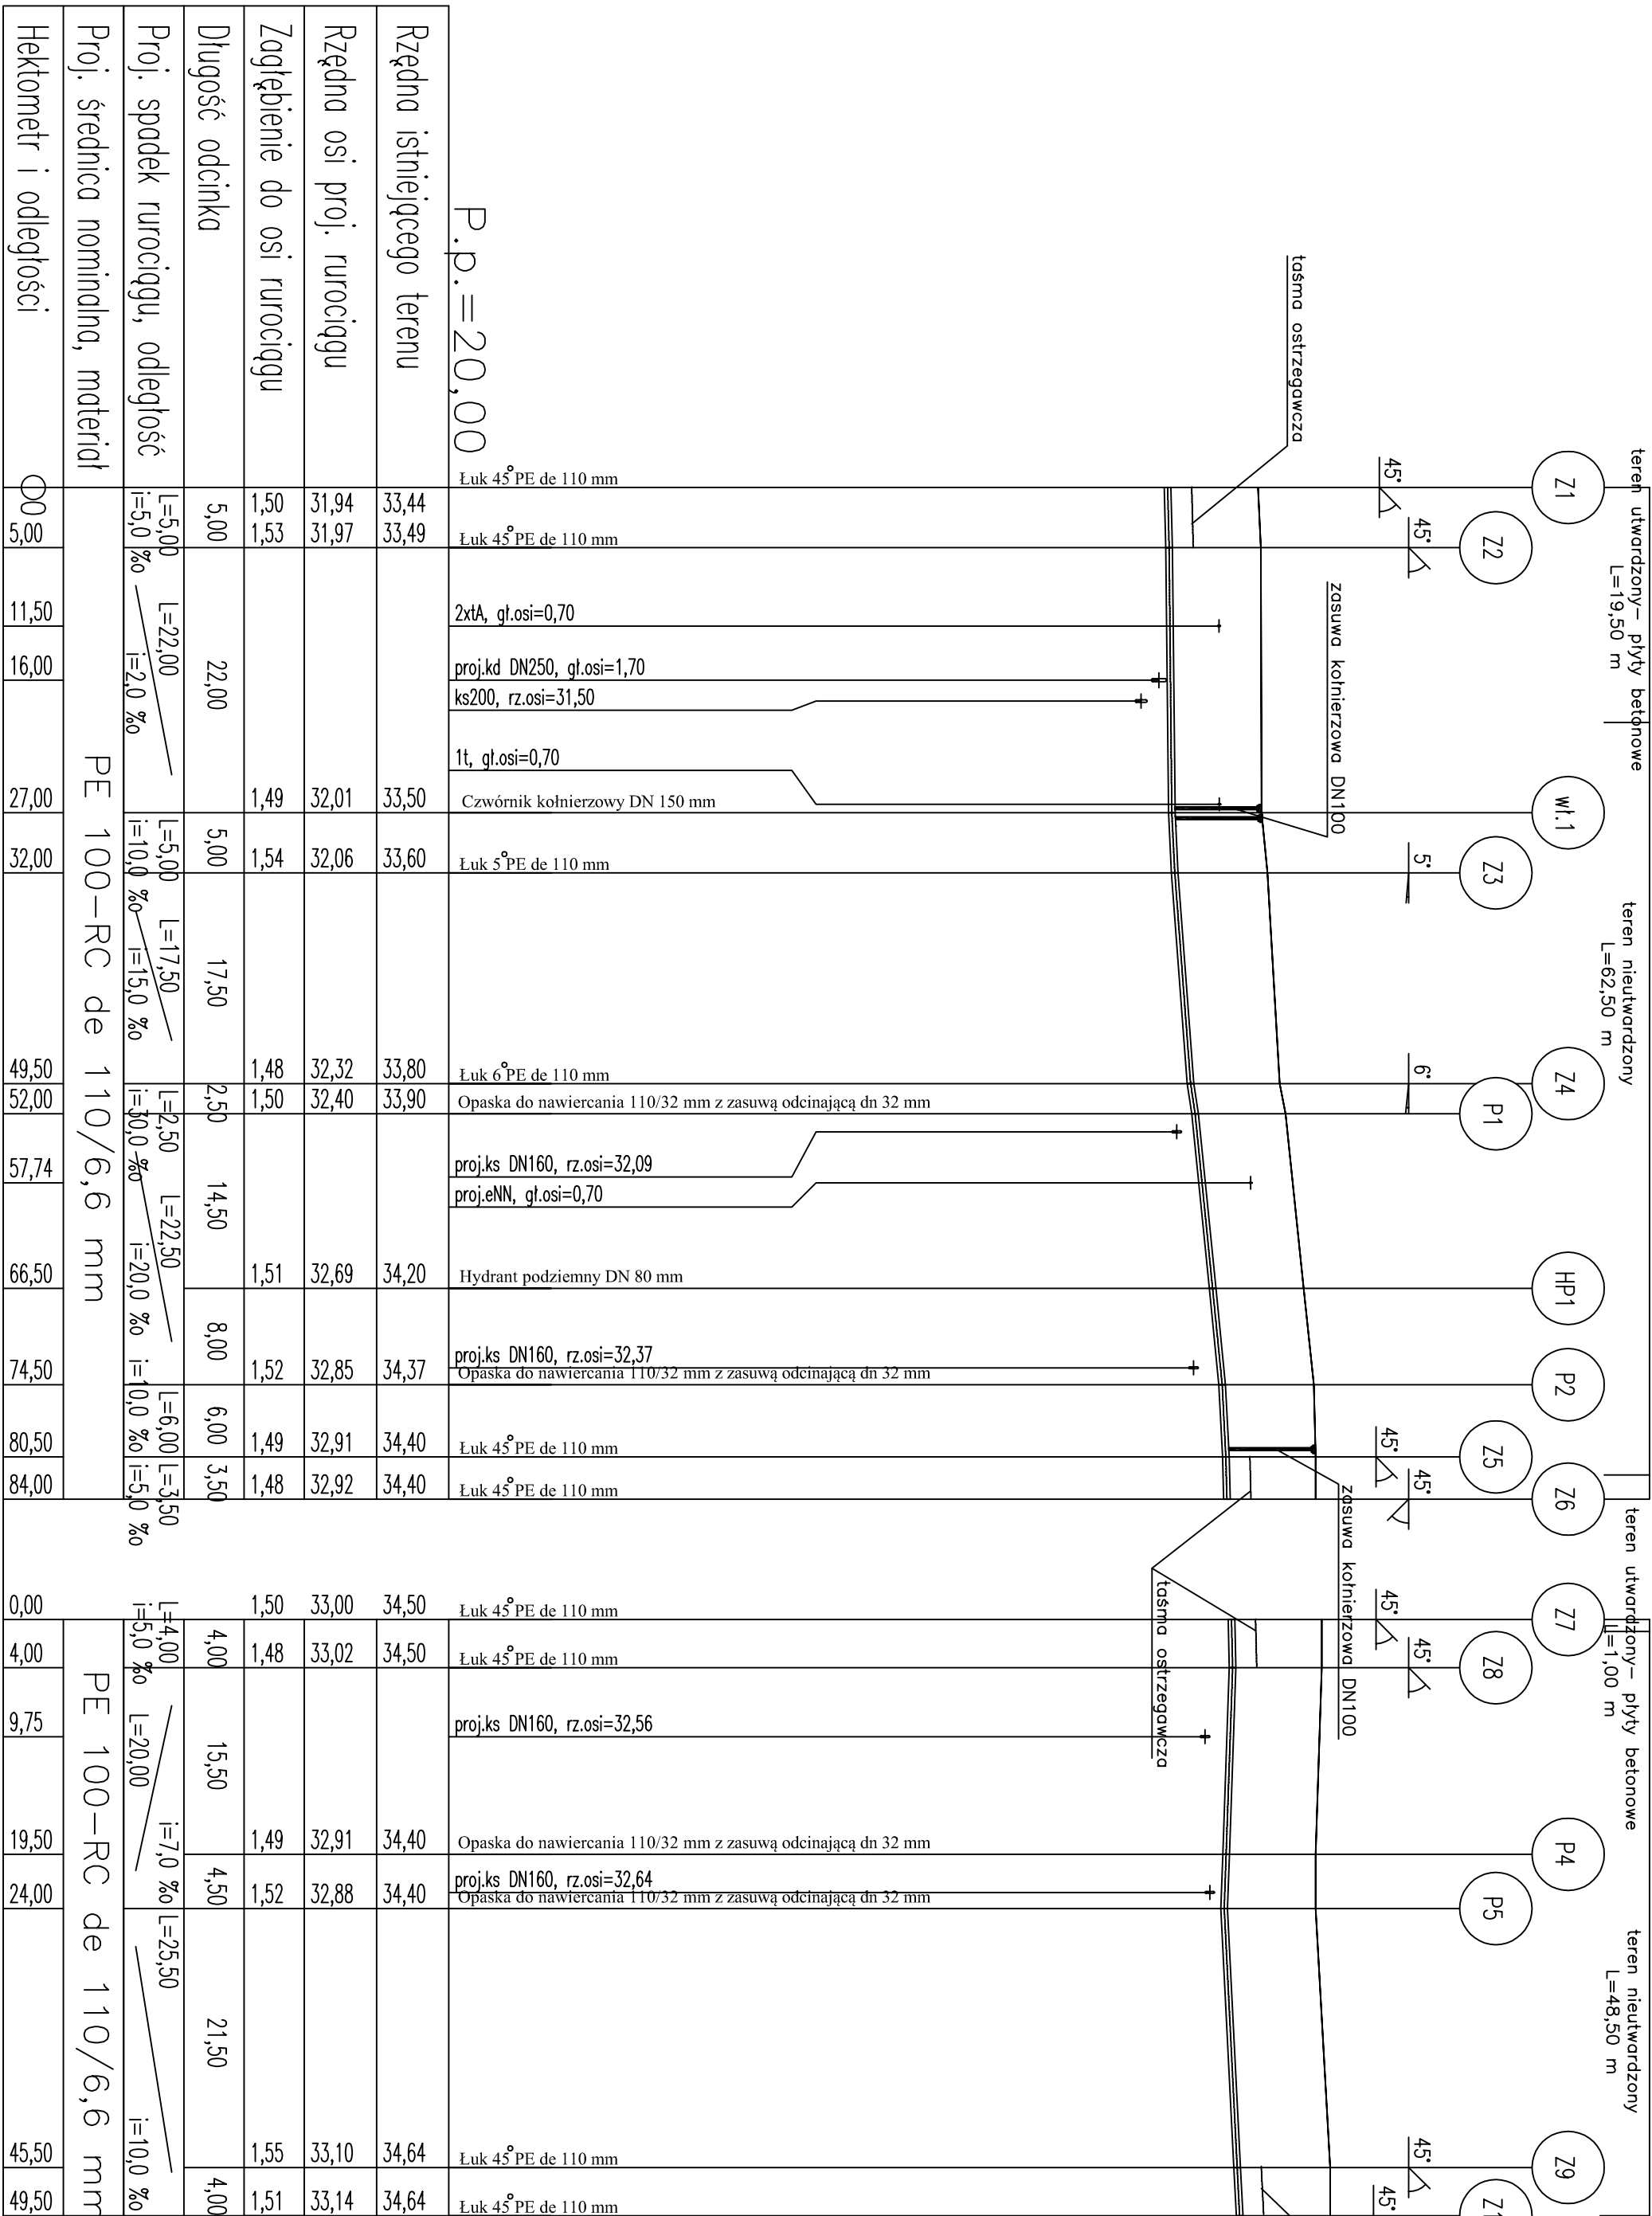 teren utwardzony– płyty betonowe
L=19,50 m
teren nieutwardzony
L=62,50 m
teren utwardzony– płyty betonowe
L=1,00 m
teren nieutwardzony
L=48,50 m
Z1
Z2
wł.1
Z3
Z4
P1
HP1
P2
Z5
Z6
Z7
Z8
P4
P5
Z9
45°
45°
5°
6°
45°
45°
45°
45°
45°
45°
taśma ostrzegawcza
zasuwa kołnierzowa DN100
zasuwa kołnierzowa DN100
taśma ostrzegawcza
Łuk 45° PE de 110 mm
Łuk 45° PE de 110 mm
2xtA, gł.osi=0,70
proj.kd DN250, gł.osi=1,70
ks200, rz.osi=31,50
1t, gł.osi=0,70
Czwórnik kołnierzowy DN 150 mm
Łuk 5° PE de 110 mm
Łuk 6° PE de 110 mm
Opaska do nawiercania 110/32 mm z zasuwą odcinającą dn 32 mm
proj.ks DN160, rz.osi=32,09
proj.eNN, gł.osi=0,70
Hydrant podziemny DN 80 mm
proj.ks DN160, rz.osi=32,37
Opaska do nawiercania 110/32 mm z zasuwą odcinającą dn 32 mm
Łuk 45° PE de 110 mm
Łuk 45° PE de 110 mm
Łuk 45° PE de 110 mm
Łuk 45° PE de 110 mm
proj.ks DN160, rz.osi=32,56
Opaska do nawiercania 110/32 mm z zasuwą odcinającą dn 32 mm
proj.ks DN160, rz.osi=32,64
Opaska do nawiercania 110/32 mm z zasuwą odcinającą dn 32 mm
Łuk 45° PE de 110 mm
Łuk 45° PE de 110 mm
P.p.=20,00
Rzędna istniejącego terenu 33,44 33,49 33,50 33,60 33,80 33,90 34,20 34,37 34,40 34,40 34,50 34,50 34,40 34,40 34,64 34,64
Rzędna osi proj. rurociągu 31,94 31,97 32,01 32,06 32,32 32,40 32,69 32,85 32,91 32,92 33,00 33,02 32,91 32,88 33,10 33,14
Zagłębienie do osi rurociągu 1,50 1,53 1,49 1,54 1,48 1,50 1,51 1,52 1,49 1,48 1,50 1,48 1,49 1,52 1,55 1,51
Długość odcinka 5,00 22,00 5,00 17,50 2,50 14,50 8,00 6,00 3,50 4,00 15,50 4,50 21,50 4,00
Proj. spadek rurociągu, odległość
L=5,00 L=22,00 L=5,00 L=17,50 L=2,50 L=22,50 L=6,00 L=3,50 L=4,00 i=7,0 ‰ L=25,50
i=5,0 ‰ i=2,0 ‰ i=10,0 ‰ i=15,0 ‰ i=30,0 ‰ i=20,0 ‰ i=10,0 ‰ i=5,0 ‰ i=5,0 ‰ L=20,00 i=10,0 ‰
Proj. średnica nominalna, materiał PE 100–RC de 110/6,6 mm PE 100–RC de 110/6,6 mm
Hektometr i odległości 00 5,00 11,50 16,00 27,00 32,00 49,50 52,00 57,74 66,50 74,50 80,50 84,00 0,00 4,00 9,75 19,50 24,00 45,50 49,50